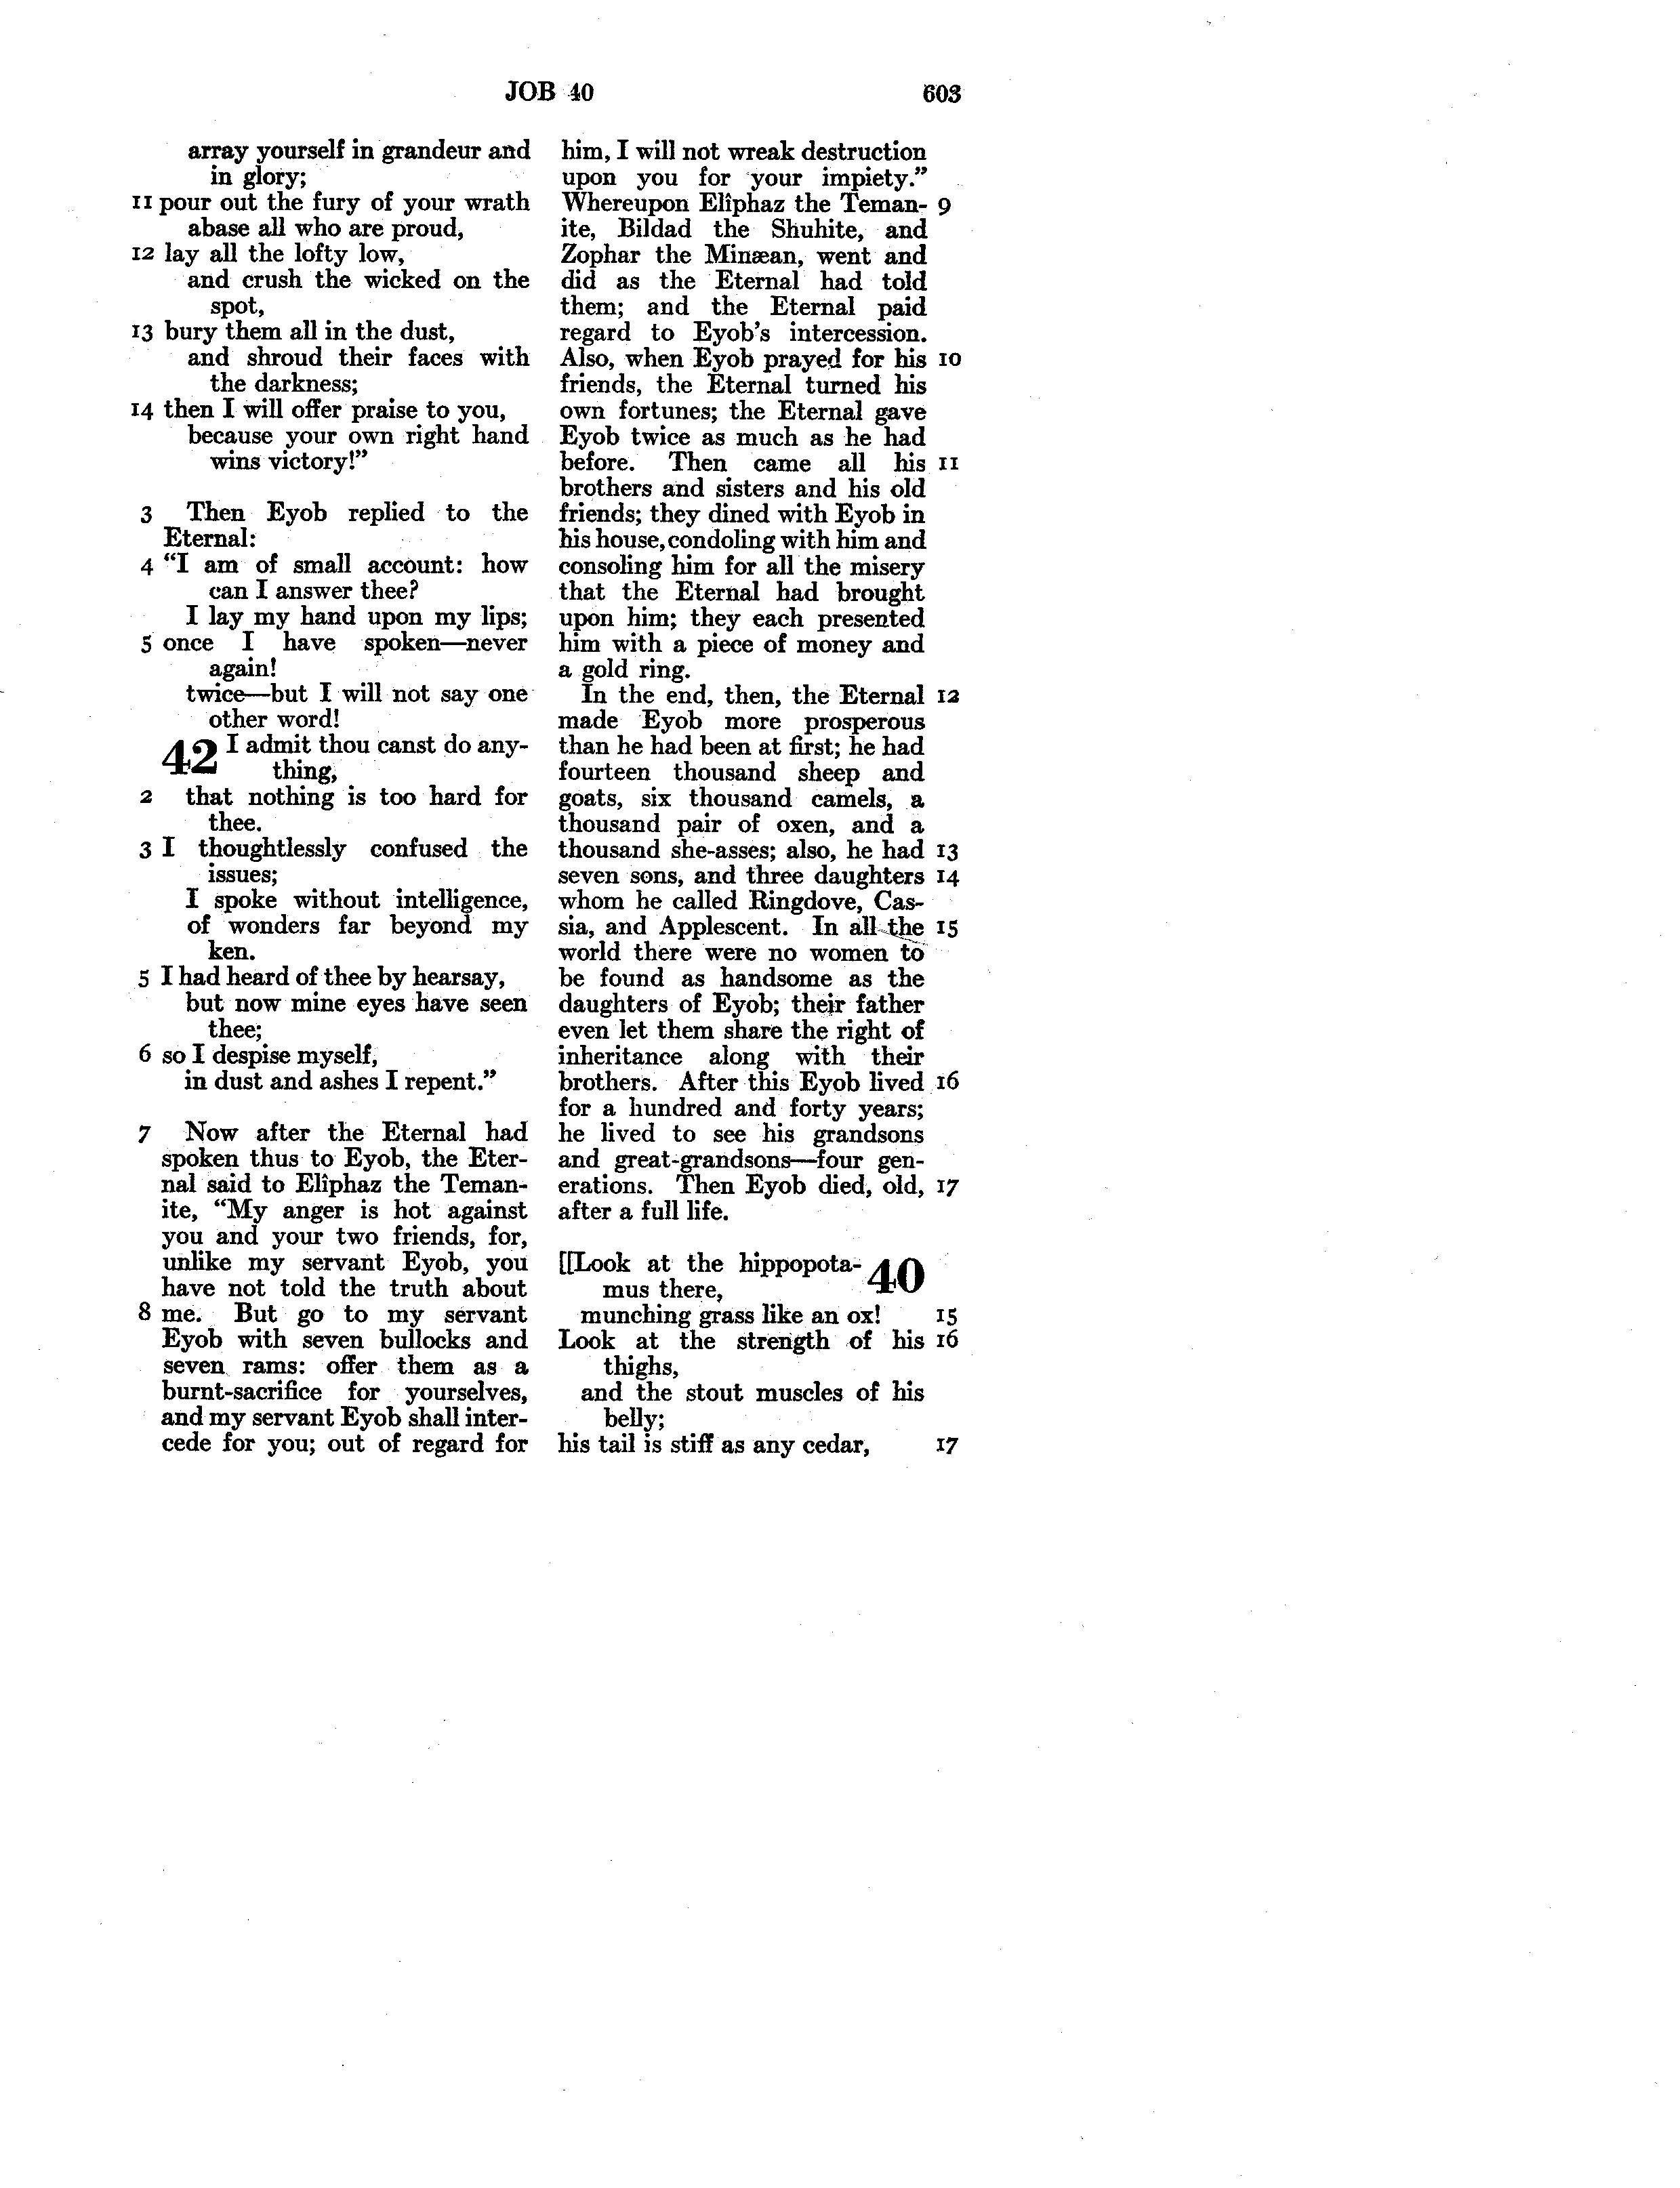 JOB 40 603
array yourself in grandeur and
in glory;
11 pour out the fury of your wrath
abase all who are proud,
12 lay all the lofty low,
and crush the wicked on the
spot,
13 bury them all in the dust,
and shroud their faces with
the darkness;
14 then I will offer praise to you,
because your own right hand
wins victory!”
3 Then Eyob replied to the
Eternal:
4 “I am of small account: how
can I answer thee?
I lay my hand upon my lips;
5 once I have spoken—never
again!
twice—but I will not say one
other word!
42 I admit thou canst do any-
thing,
2 that nothing is too hard for
thee.
3 I thoughtlessly confused the
issues;
I spoke without intelligence,
of wonders far beyond my
ken.
5 I had heard of thee by hearsay,
but now mine eyes have seen
thee;
6 so I despise myself,
in dust and ashes I repent.”
7 Now after the Eternal had
spoken thus to Eyob, the Eter-
nal said to Eliphaz the Teman-
ite, “My anger is hot against
you and your two friends, for,
unlike my servant Eyob, you
have not told the truth about
8 me. But go to my servant
Eyob with seven bullocks and
seven rams: offer them as a
burnt-sacrifice for yourselves,
and my servant Eyob shall inter-
cede for you; out of regard for
him, I will not wreak destruction
upon you for your impiety.”
Whereupon Eliphaz the Teman- 9
ite, Bildad the Shuhite, and
Zophar the Minæan, went and
did as the Eternal had told
them; and the Eternal paid
regard to Eyob’s intercession.
Also, when Eyob prayed for his 10
friends, the Eternal turned his
own fortunes; the Eternal gave
Eyob twice as much as he had
before. Then came all his 11
brothers and sisters and his old
friends; they dined with Eyob in
his house, condoling with him and
consoling him for all the misery
that the Eternal had brought
upon him; they each presented
him with a piece of money and
a gold ring.
In the end, then, the Eternal 12
made Eyob more prosperous
than he had been at first; he had
fourteen thousand sheep and
goats, six thousand camels, a
thousand pair of oxen, and a
thousand she-asses; also, he had 13
seven sons, and three daughters 14
whom he called Ringdove, Cas-
sia, and Applescent. In all the 15
world there were no women to
be found as handsome as the
daughters of Eyob; their father
even let them share the right of
inheritance along with their
brothers. After this Eyob lived 16
for a hundred and forty years;
he lived to see his grandsons
and great-grandsons—four gen-
erations. Then Eyob died, old, 17
after a full life.
[[Look at the hippopota- 40
mus there,
munching grass like an ox! 15
Look at the strength of his 16
thighs,
and the stout muscles of his
belly;
his tail is stiff as any cedar, 17